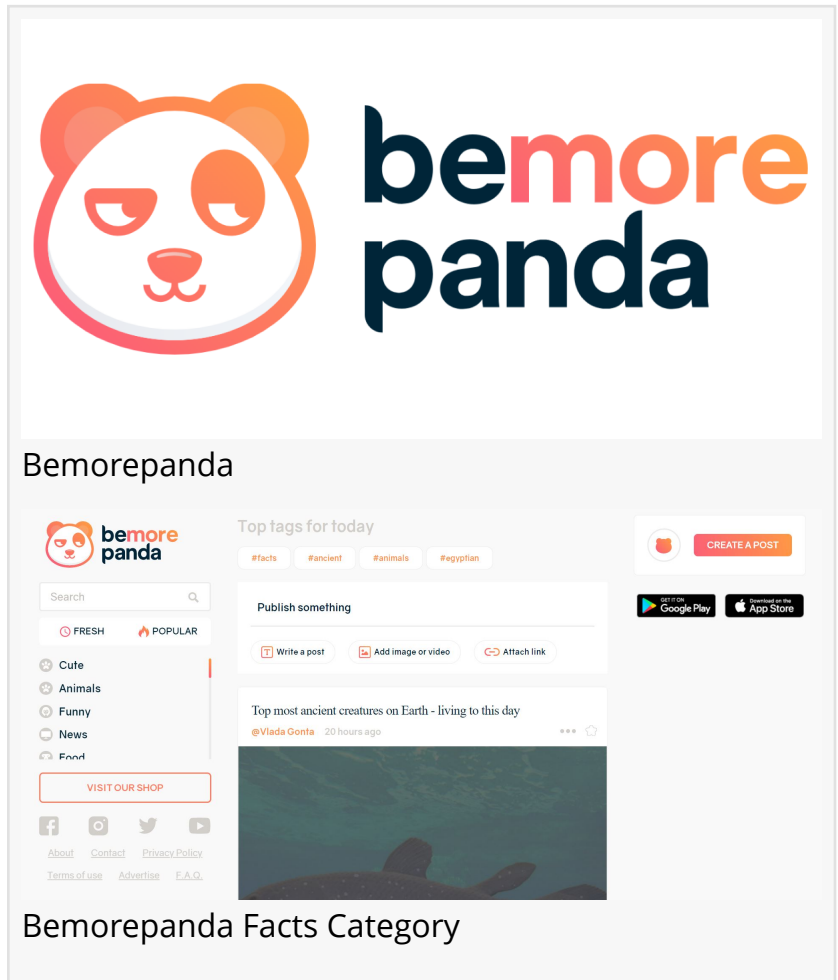 bemore
panda
Bemorepanda
bemore
panda
Top tags for today
#facts #ancient #animals #egyptian
CREATE A POST
Search
Publish something
GET IT ON
Google Play
Download on the
App Store
FRESH POPULAR
Write a post Add image or video Attach link
Cute
Animals
Funny
News
Food
Top most ancient creatures on Earth - living to this day
@Vlada Gonta 20 hours ago
VISIT OUR SHOP
About Contact Privacy Policy
Terms of use Advertise F.A.Q.
Bemorepanda Facts Category